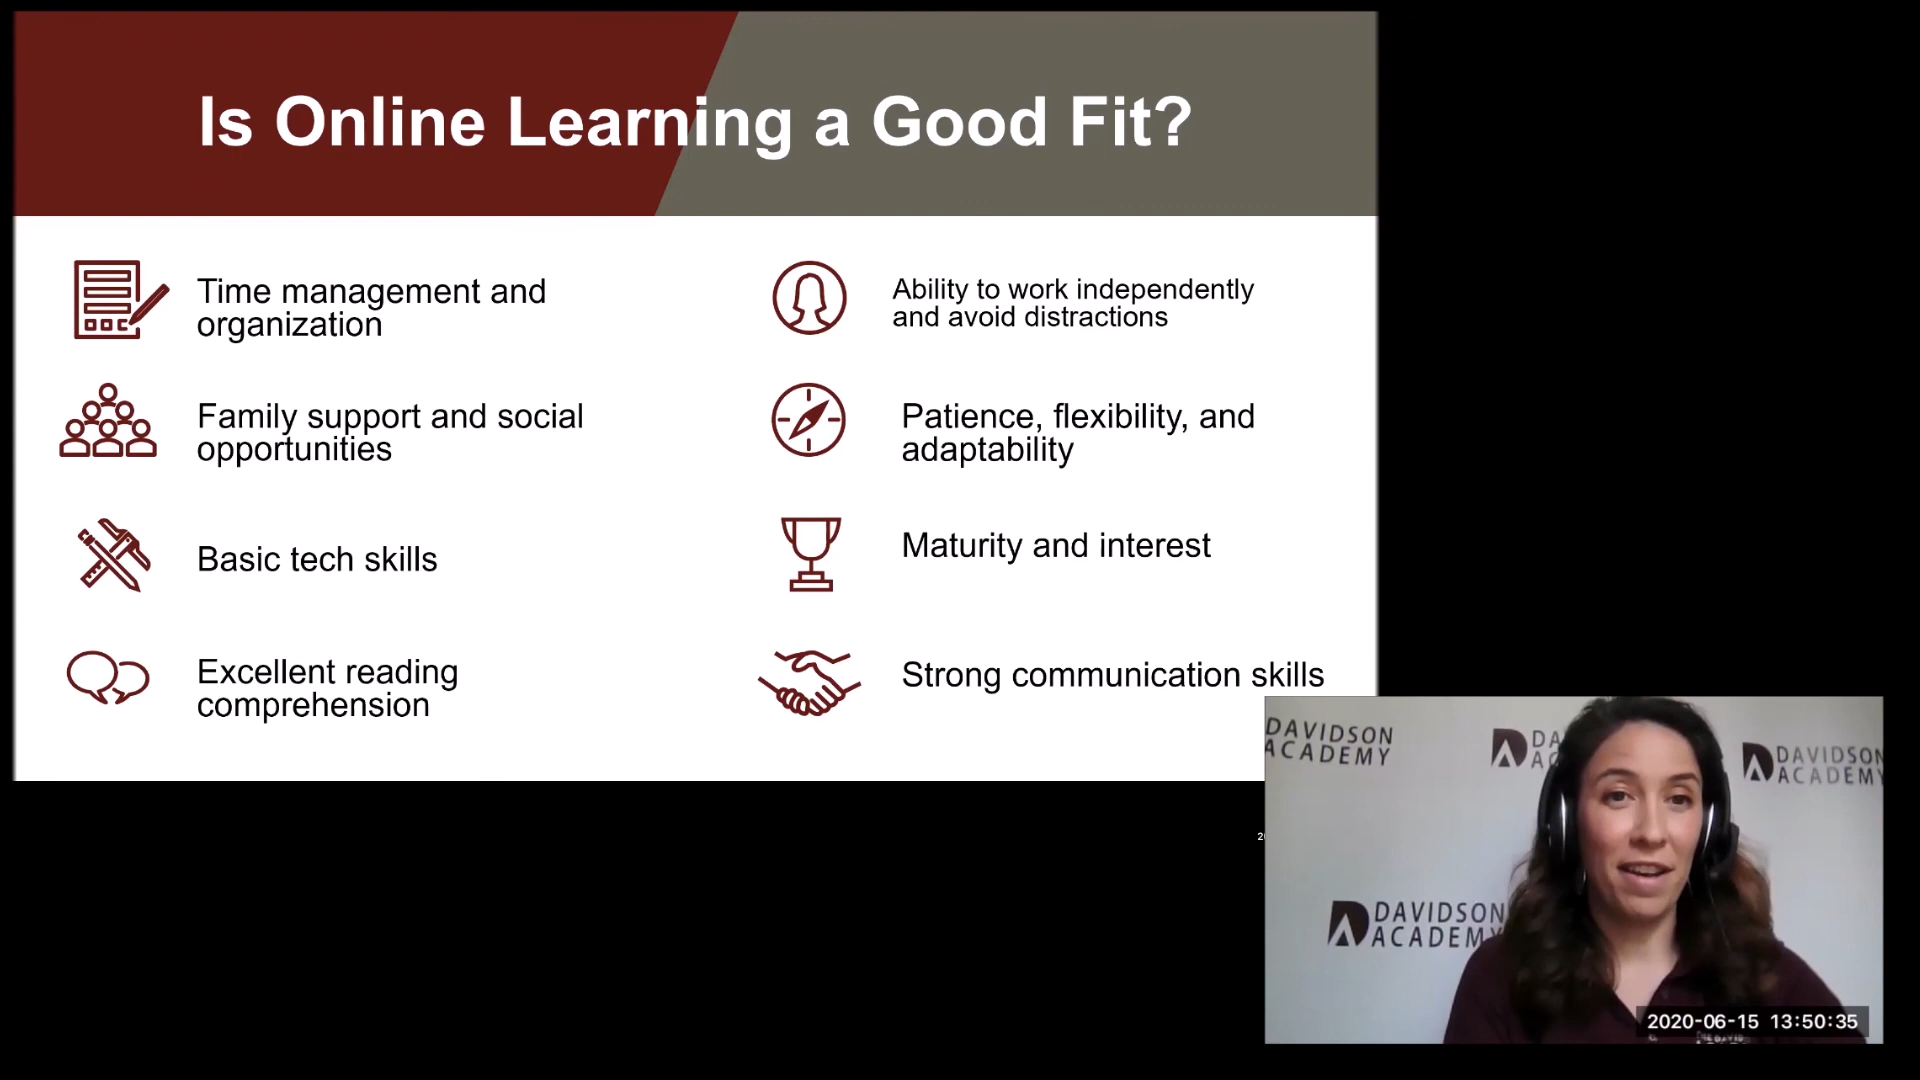 Is Online Learning a Good Fit?
Time management and
organization
Ability to work independently
and avoid distractions
Family support and social
opportunities
Patience, flexibility, and
adaptability
Basic tech skills
Maturity and interest
Excellent reading
comprehension
Strong communication skills
DAVIDSON
ACADEMY
DAVIDSON
ACADEMY
DAVIDSON
ACADEMY
2020-06-15 13:50:35